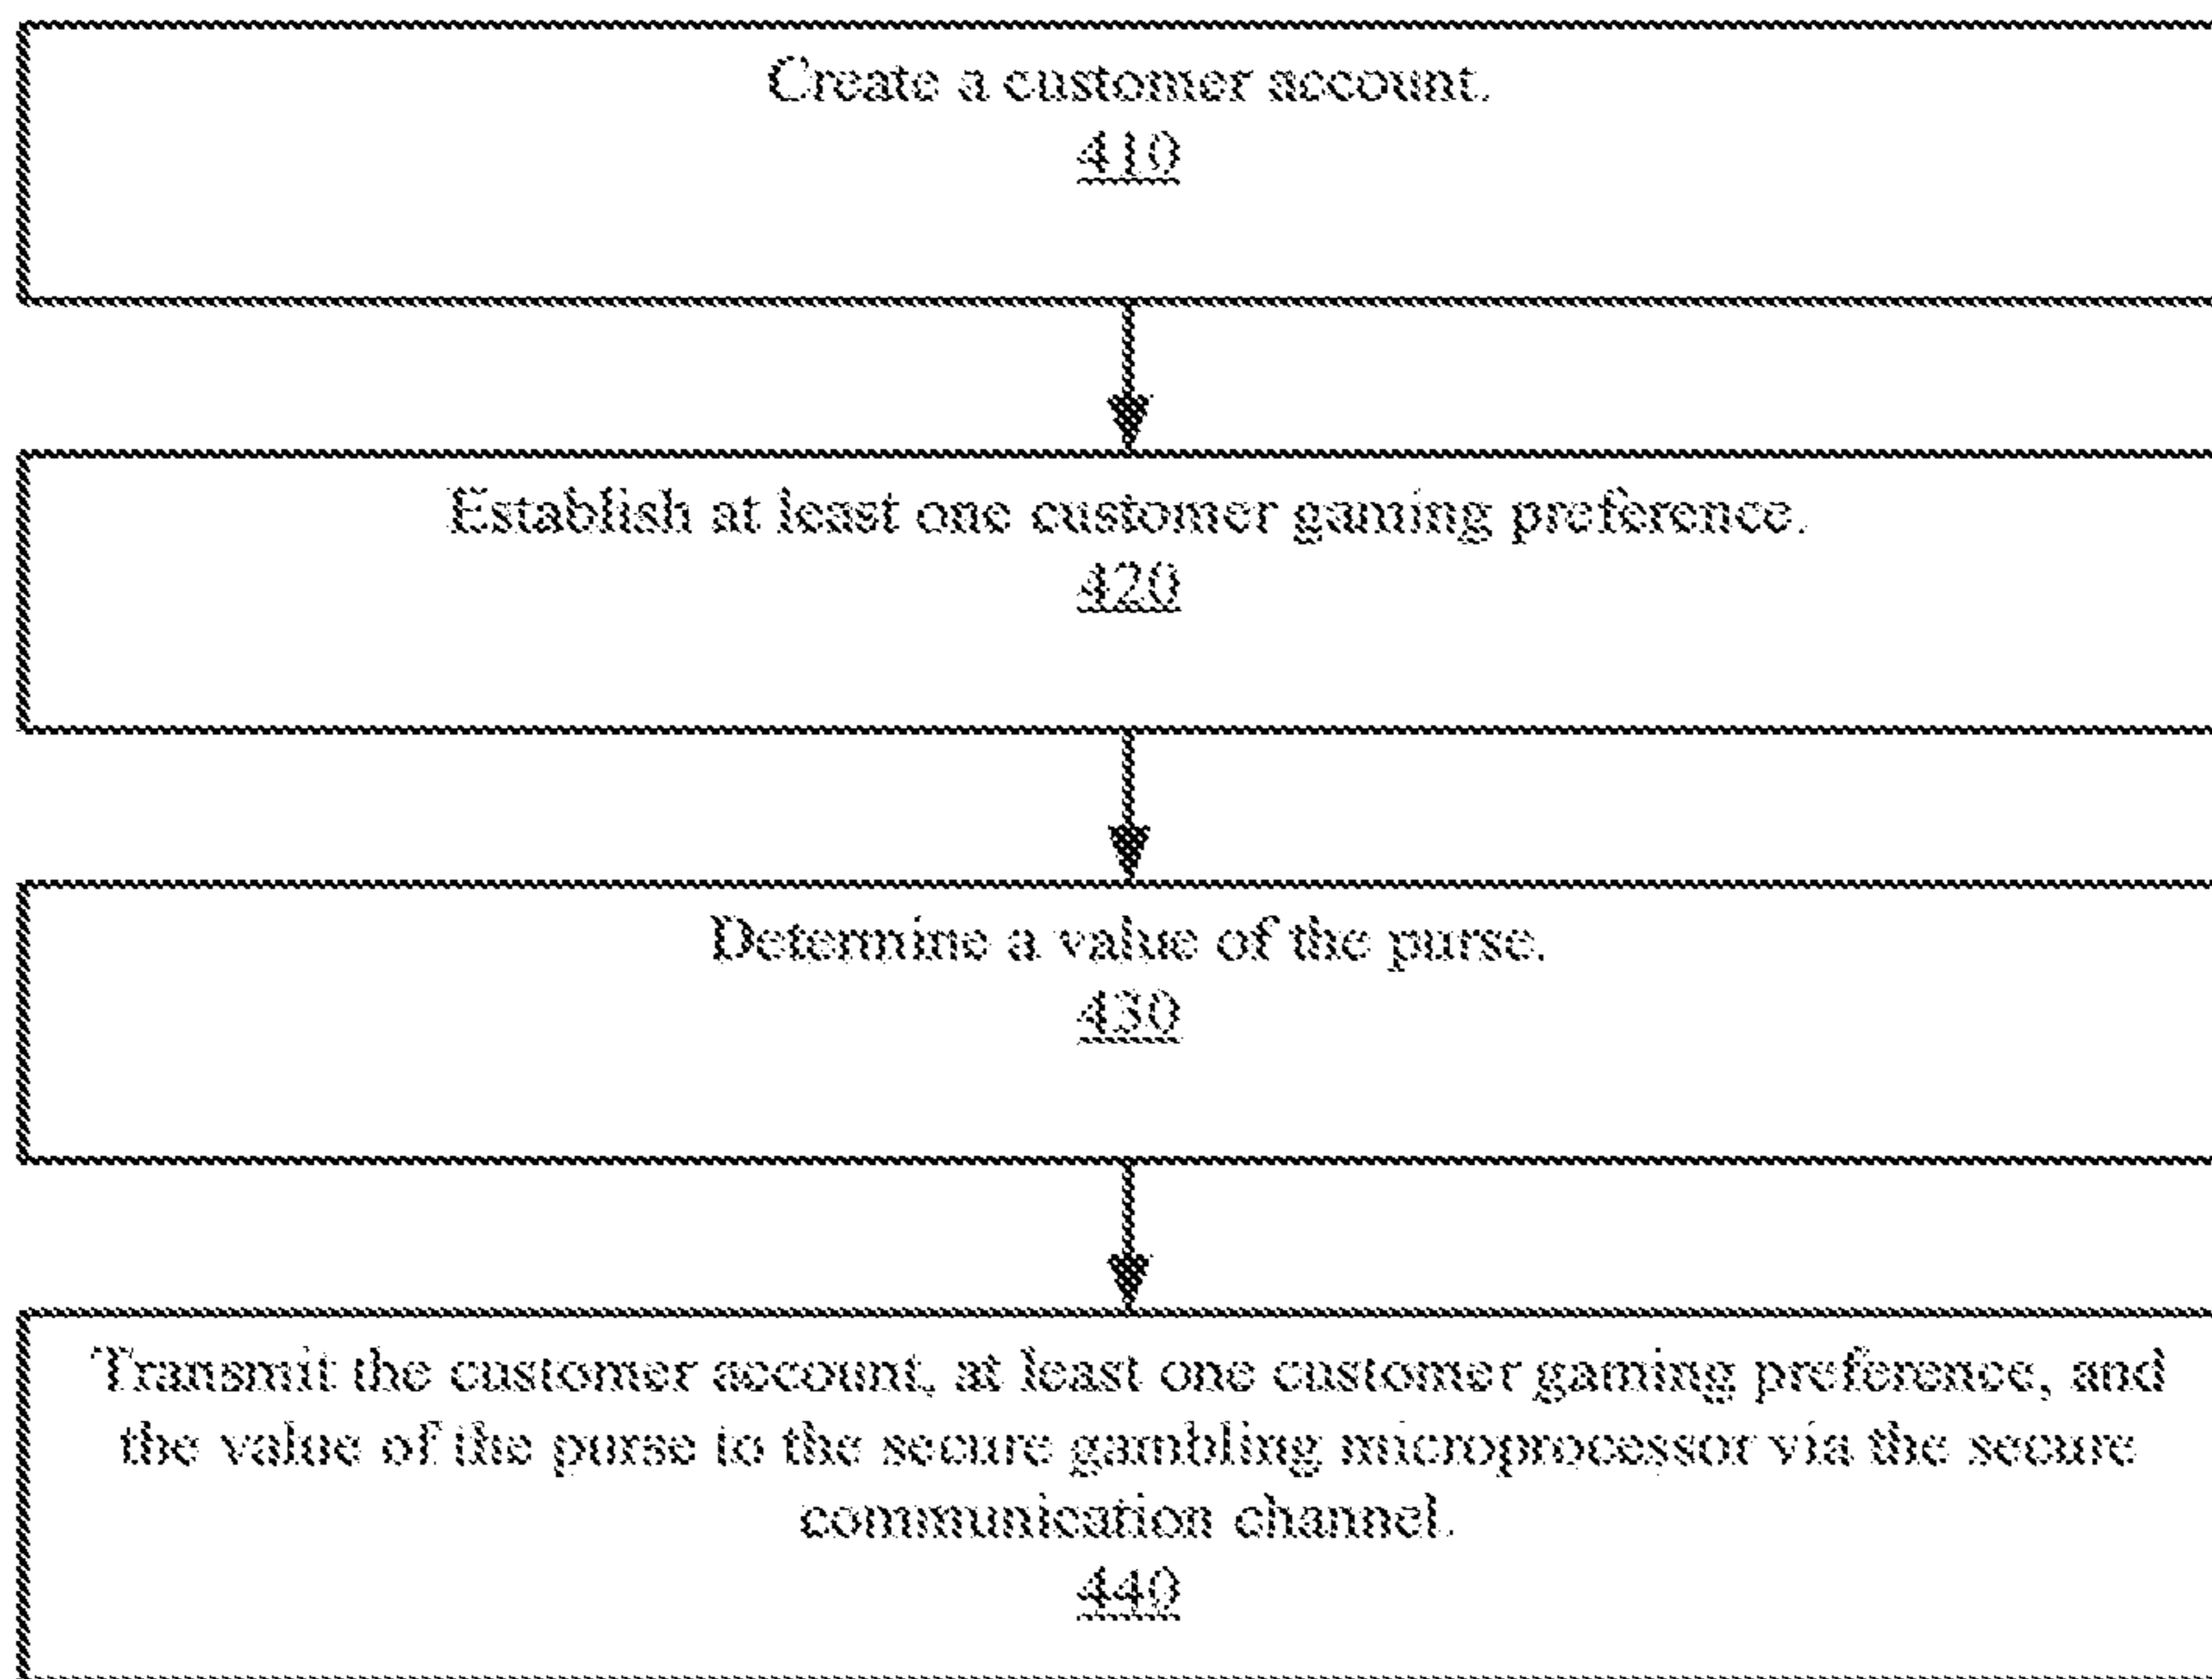 Create a customer account.
410
Establish at least one customer gaming preference.
420
Determine a value of the purse.
430
Transmit the customer account, at least one customer gaming preference, and
the value of the purse to the secure gambling microprocessor via the secure
communication channel.
440